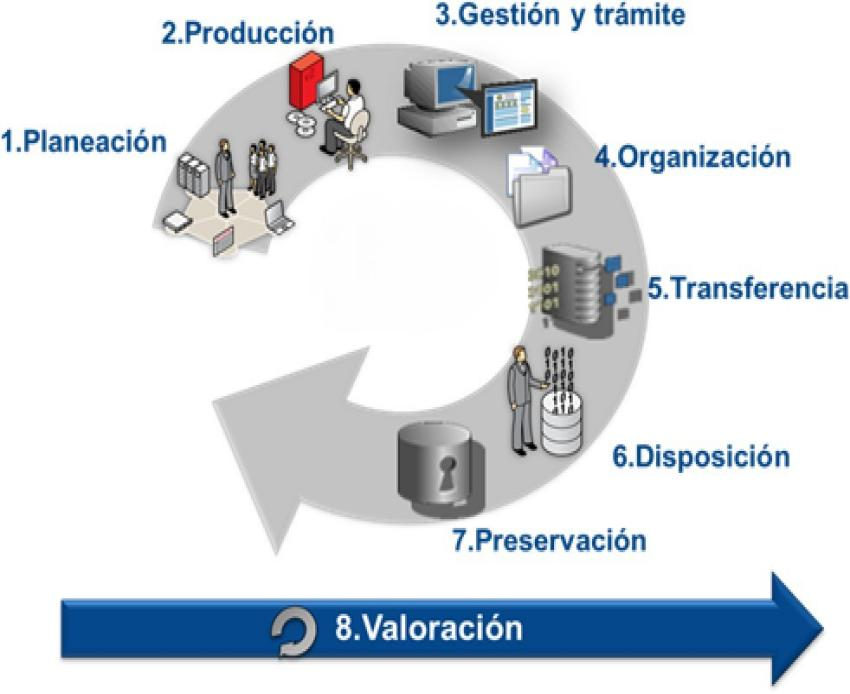 1.Planeación
2.Producción
3.Gestión y trámite
4.Organización
5.Transferencia
6.Disposición
7.Preservación
8.Valoración